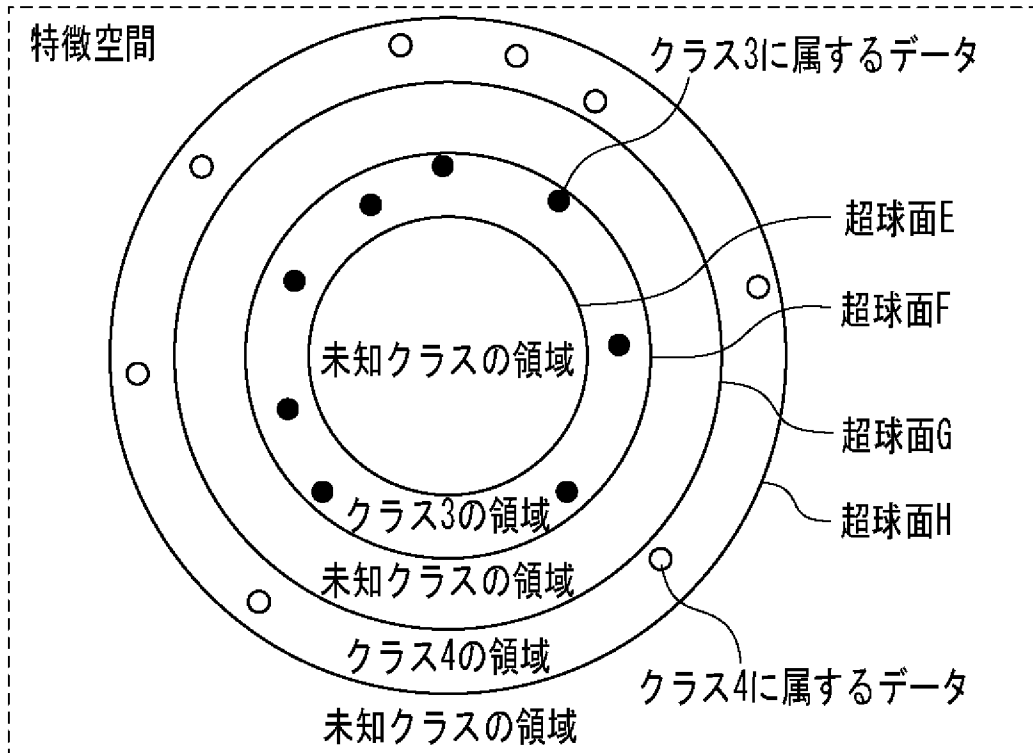 特徴空間
クラス3に属するデータ
超球面E
超球面F
未知クラスの領域
超球面G
クラス3の領域
超球面H
未知クラスの領域
クラス4の領域
クラス4に属するデータ
未知クラスの領域